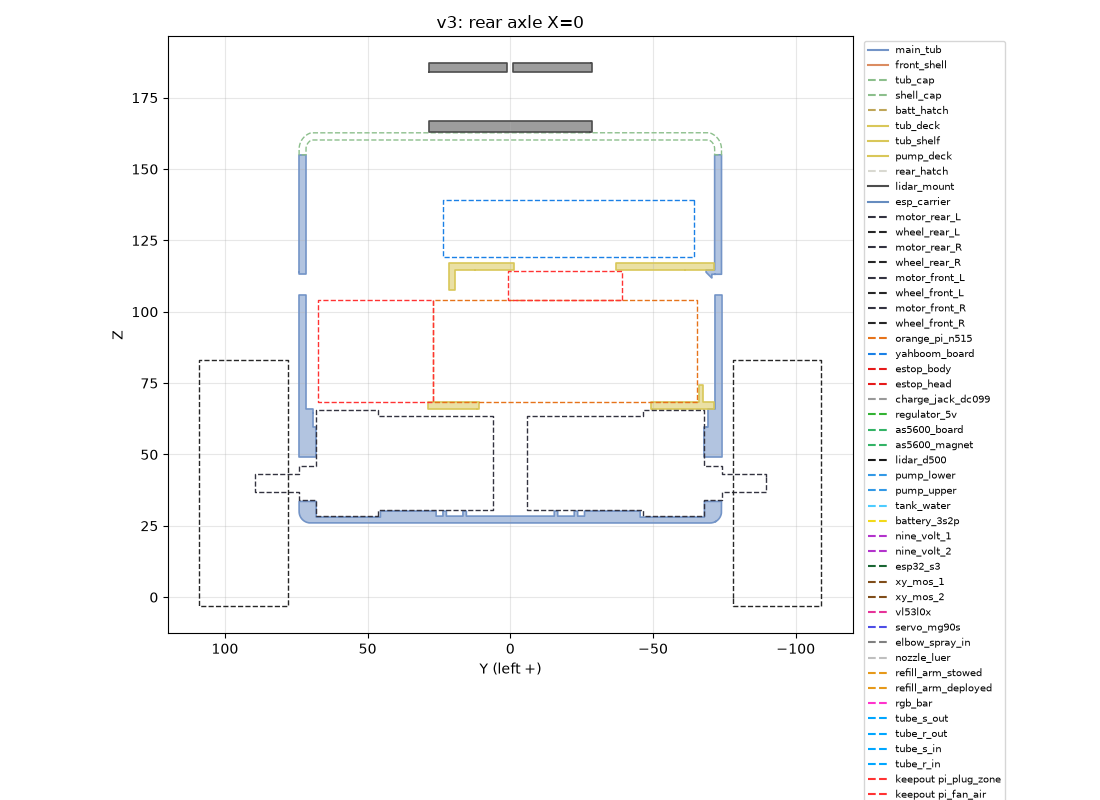 v3: rear axle X=0
175
150
125
100
75
50
25
0
Z
100
50
0
−50
−100
Y (left +)
main_tub
front_shell
tub_cap
shell_cap
batt_hatch
tub_deck
tub_shelf
pump_deck
rear_hatch
lidar_mount
esp_carrier
motor_rear_L
wheel_rear_L
motor_rear_R
wheel_rear_R
motor_front_L
wheel_front_L
motor_front_R
wheel_front_R
orange_pi_n515
yahboom_board
estop_body
estop_head
charge_jack_dc099
regulator_5v
as5600_board
as5600_magnet
lidar_d500
pump_lower
pump_upper
tank_water
battery_3s2p
nine_volt_1
nine_volt_2
esp32_s3
xy_mos_1
xy_mos_2
vl53l0x
servo_mg90s
elbow_spray_in
nozzle_luer
refill_arm_stowed
refill_arm_deployed
rgb_bar
tube_s_out
tube_r_out
tube_s_in
tube_r_in
keepout pi_plug_zone
keepout pi_fan_air